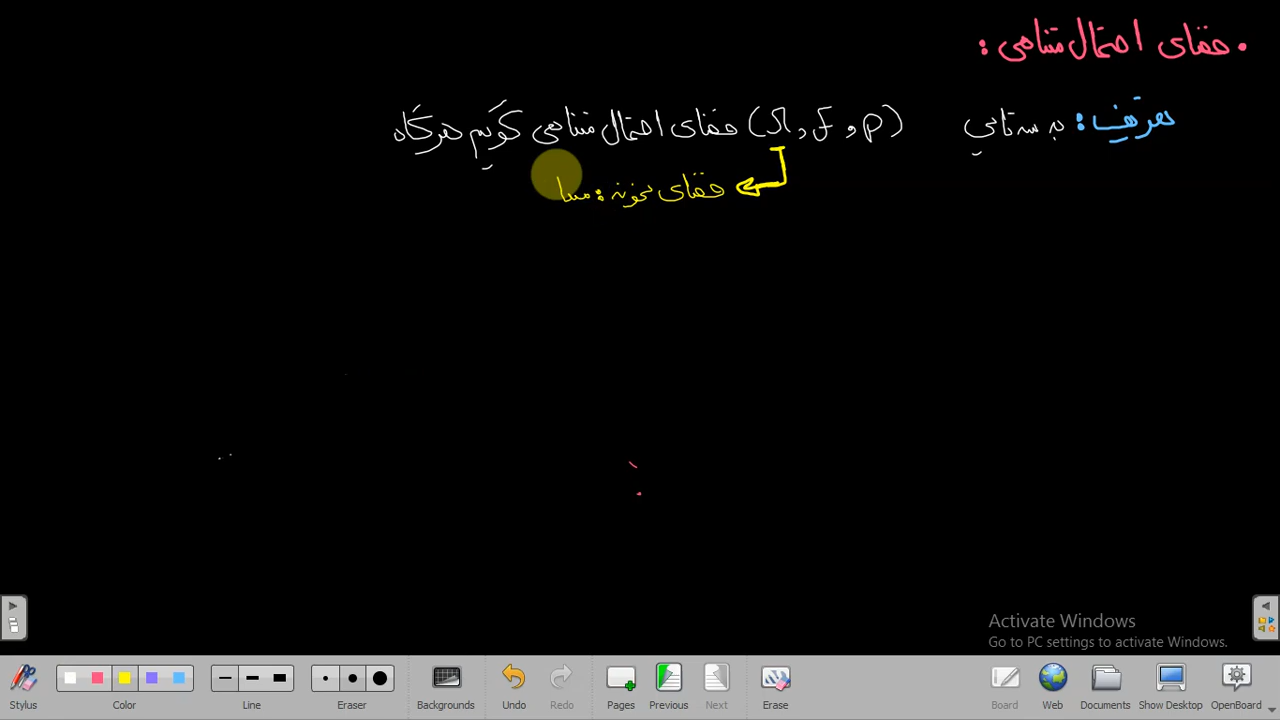 • فضای احتمال متناهی :
تعریف : به سه تایی (Ω, F, P) فضای احتمال متناهی گوییم هرگاه
فضای نمونه :
Activate Windows
Go to PC settings to activate Windows.
Stylus Color Line Eraser Backgrounds Undo Redo Pages Previous Next Erase Board Web Documents Show Desktop OpenBoard